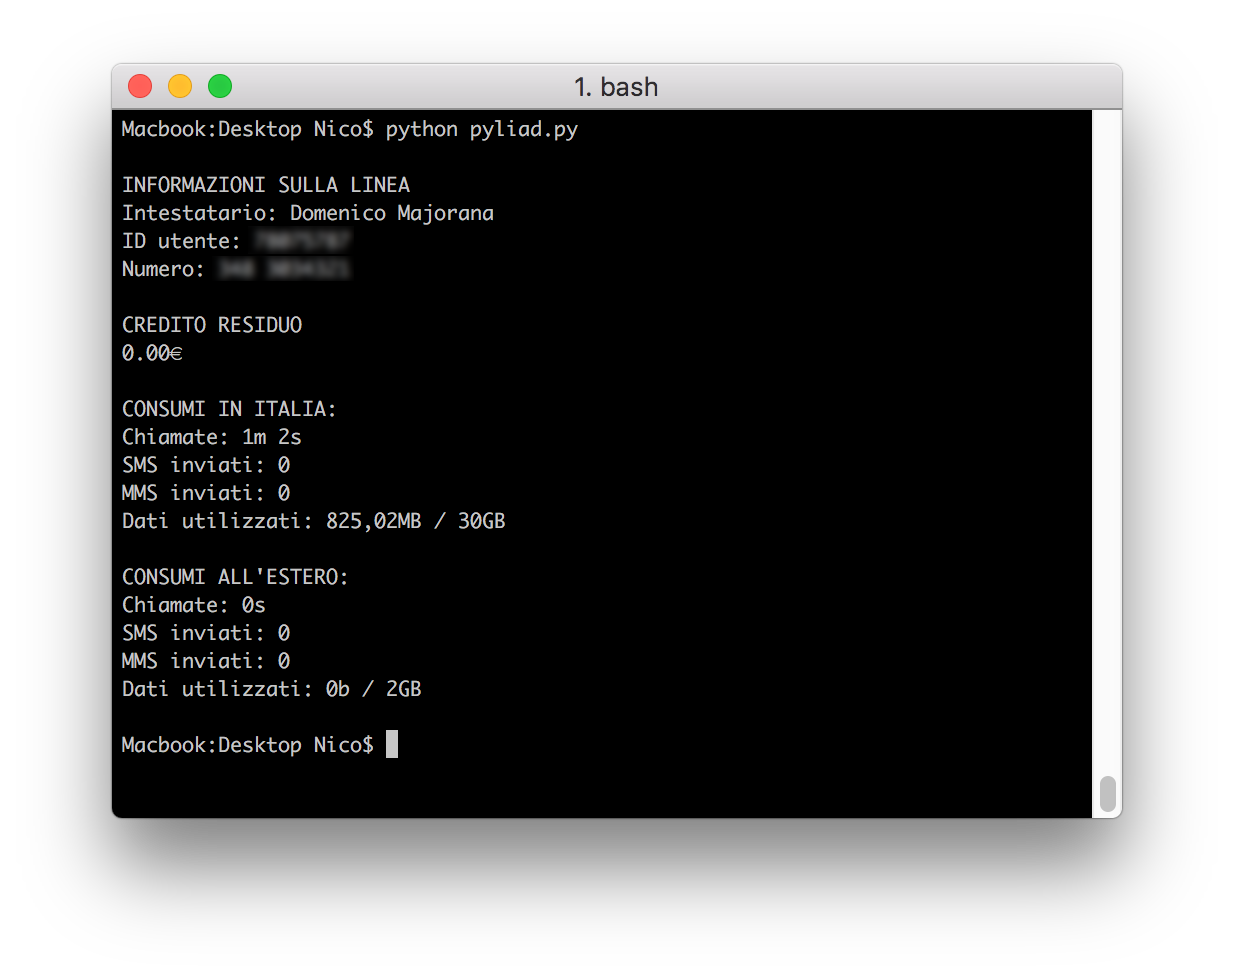 1. bash
Macbook:Desktop Nico$ python pyliad.py
INFORMAZIONI SULLA LINEA
Intestatario: Domenico Majorana
ID utente:
Numero:
CREDITO RESIDUO
0.00€
CONSUMI IN ITALIA:
Chiamate: 1m 2s
SMS inviati: 0
MMS inviati: 0
Dati utilizzati: 825,02MB / 30GB
CONSUMI ALL'ESTERO:
Chiamate: 0s
SMS inviati: 0
MMS inviati: 0
Dati utilizzati: 0b / 2GB
Macbook:Desktop Nico$